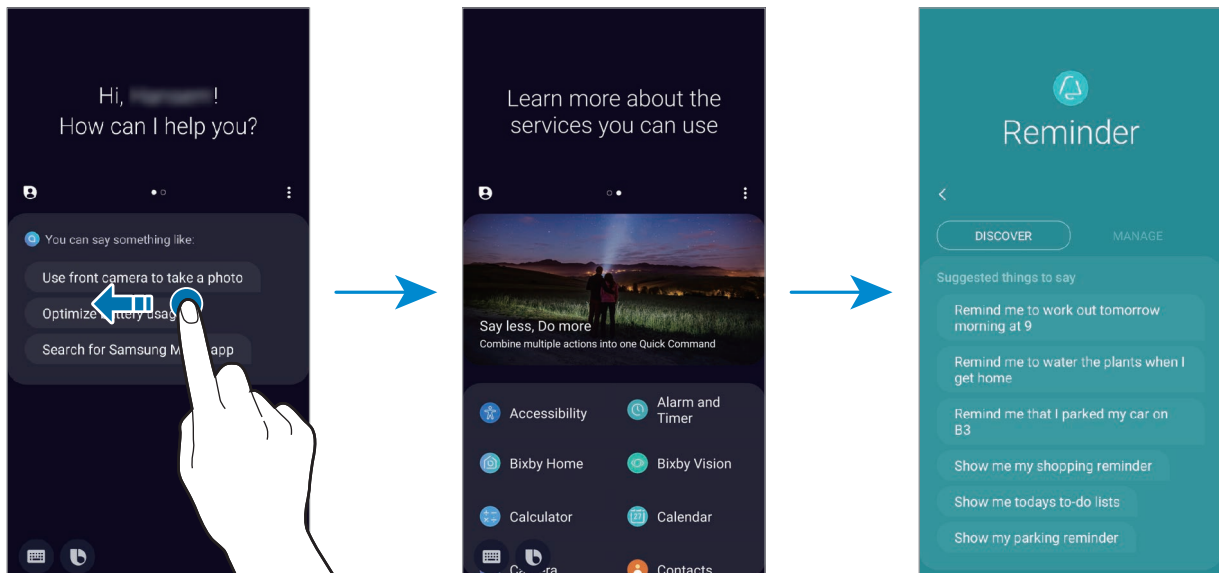 Hi, !
How can I help you?
You can say something like:
Use front camera to take a photo
Optimize battery usag
Search for Samsung M app
Learn more about the
services you can use
Say less, Do more
Combine multiple actions into one Quick Command
Accessibility
Alarm and
Timer
Bixby Home
Bixby Vision
Calculator
27
Calendar
Contacts
Reminder
DISCOVER
MANAGE
Suggested things to say
Remind me to work out tomorrow
morning at 9
Remind me to water the plants when I
get home
Remind me that I parked my car on
B3
Show me my shopping reminder
Show me todays to-do lists
Show my parking reminder